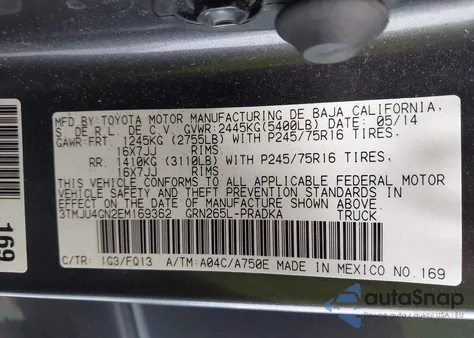 MFD.BY: TOYOTA MOTOR MANUFACTURING DE BAJA CALIFORNIA,
S. DE R.L. DE C.V. GVWR: 2445KG(5400LB) DATE: 05/14
GAWR: FRT. 1245KG (2755LB) WITH P245/75R16 TIRES,
16X7JJ RIMS
RR. 1410KG (3110LB) WITH P245/75R16 TIRES,
16X7JJ RIMS
THIS VEHICLE CONFORMS TO ALL APPLICABLE FEDERAL MOTOR
VEHICLE SAFETY AND THEFT PREVENTION STANDARDS IN
EFFECT ON THE DATE OF MANUFACTURE SHOWN ABOVE.
3TMJU4GN2EM169362 GRN265L-PRADKA TRUCK
C/TR: 1G3/FQ13 A/TM: A04C/A750E MADE IN MEXICO NO.169
169
autoSnap